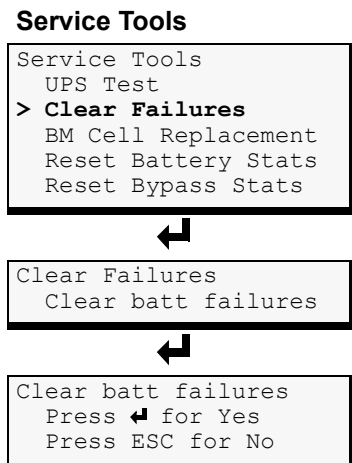 Service Tools
Service Tools
UPS Test
> Clear Failures
BM Cell Replacement
Reset Battery Stats
Reset Bypass Stats
Clear Failures
Clear batt failures
Clear batt failures
Press ↵ for Yes
Press ESC for No